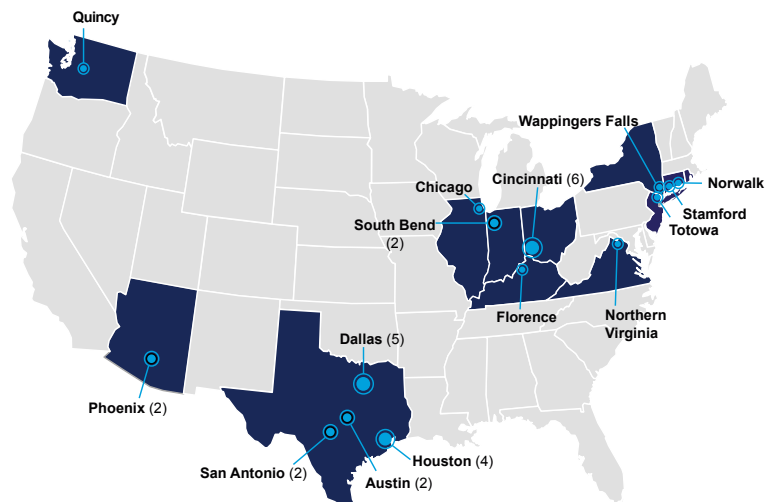 Quincy
Wappingers Falls
Chicago
Cincinnati (6)
Norwalk
South Bend
(2)
Stamford
Totowa
Florence
Northern
Virginia
Dallas (5)
Phoenix (2)
San Antonio (2)
Houston (4)
Austin (2)